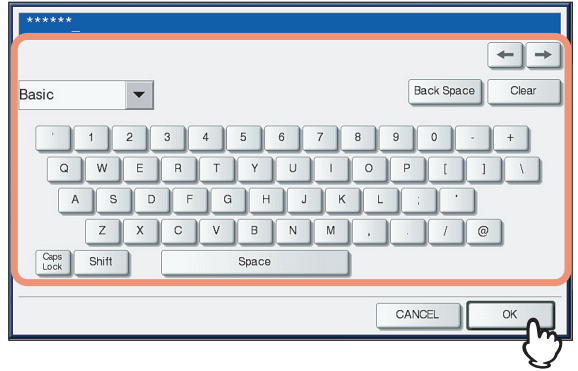 ******_
Basic
Back Space Clear
' 1 2 3 4 5 6 7 8 9 0 - +
Q W E R T Y U I O P [ ] \
A S D F G H J K L ; '
Z X C V B N M , . / @
Caps Lock Shift Space
CANCEL OK